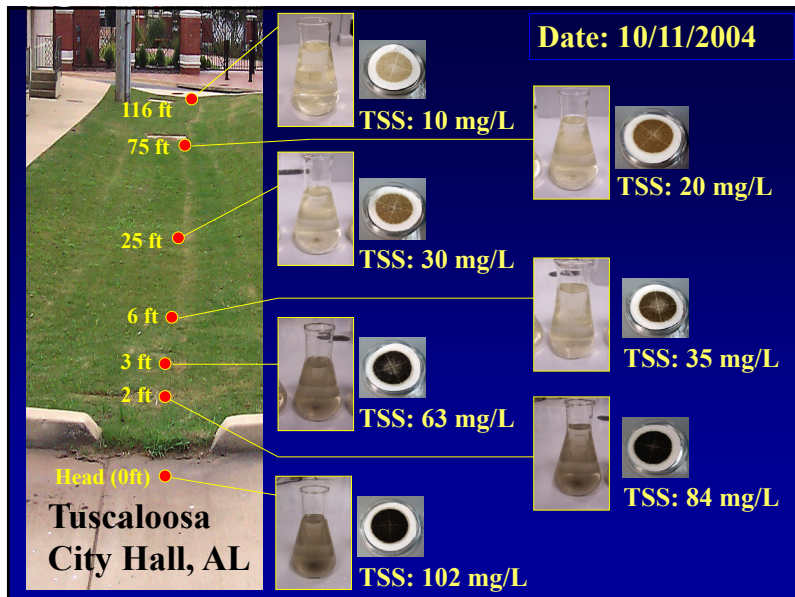 Date: 10/11/2004
116 ft
TSS: 10 mg/L
75 ft
TSS: 20 mg/L
25 ft
TSS: 30 mg/L
6 ft
TSS: 35 mg/L
3 ft
TSS: 63 mg/L
2 ft
TSS: 84 mg/L
Head (0ft)
TSS: 102 mg/L
Tuscaloosa
City Hall, AL